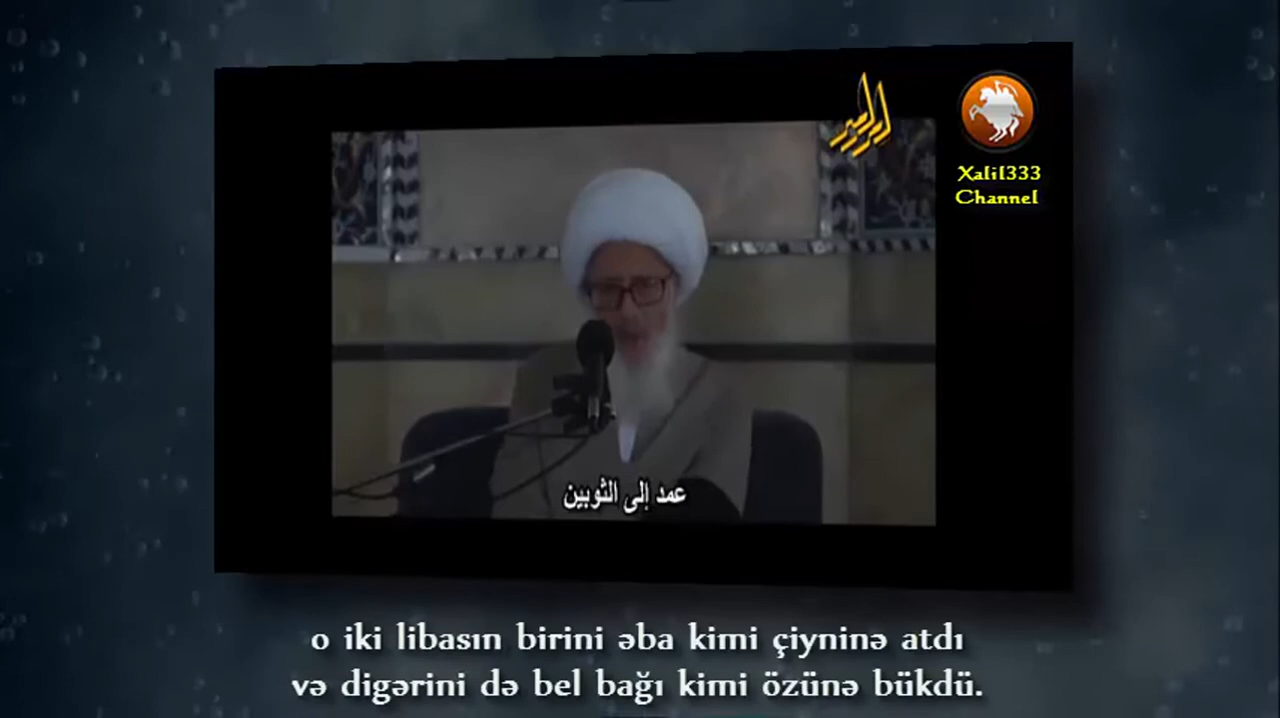 الأمير
Xalil333
Channel
عمد إلى الثوبين
o iki libasın birini əba kimi çiyninə atdı
və digərini də bel bağı kimi özünə bükdü.